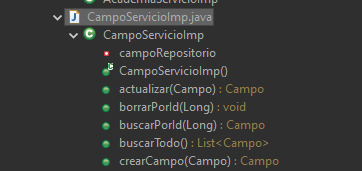 AcademiaServicioImp
CampoServicioImp.java
CampoServicioImp
campoRepositorio
CampoServicioImp()
actualizar(Campo) : Campo
borrarPorId(Long) : void
buscarPorId(Long) : Campo
buscarTodo() : List<Campo>
crearCampo(Campo) : Campo